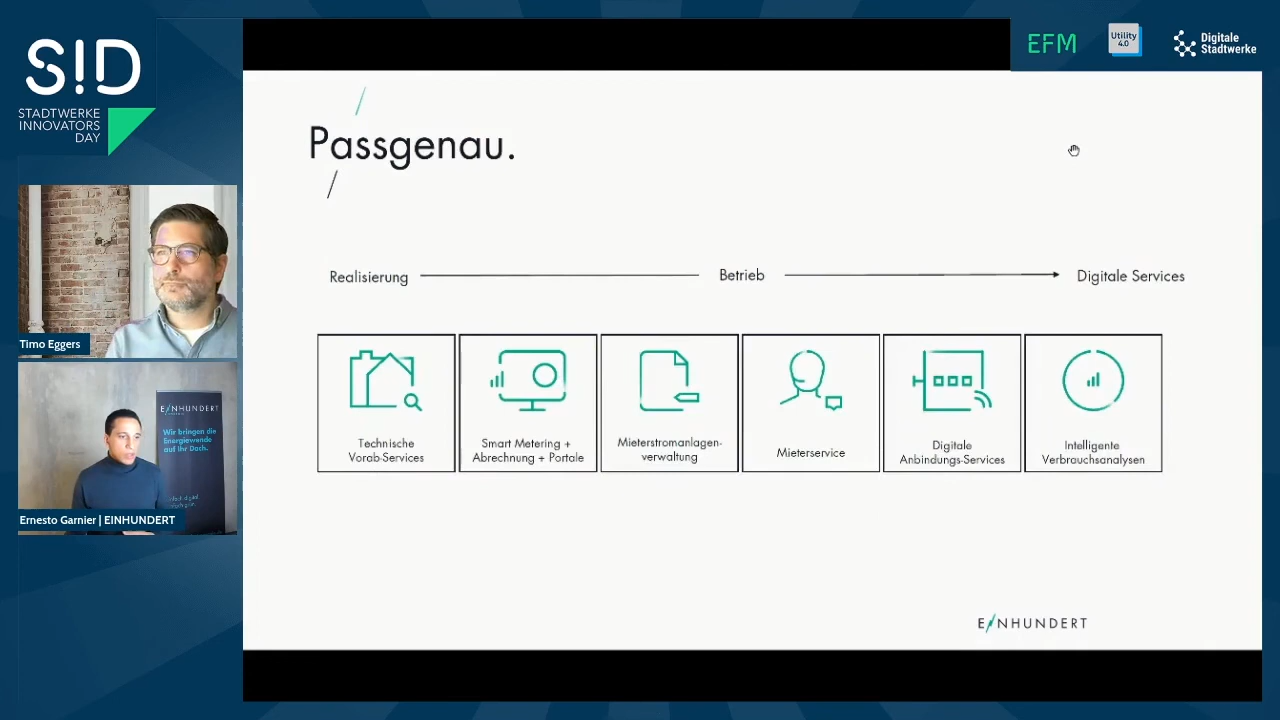 S!D
STADTWERKE
INNOVATORS
DAY
EFM
Utility
4.0
Digitale
Stadtwerke
Passgenau.
Realisierung
Betrieb
Digitale Services
Technische
Vorab-Services
Smart Metering +
Abrechnung + Portale
Mieterstromanlagen-
verwaltung
Mieterservice
Digitale
Anbindungs-Services
Intelligente
Verbrauchsanalysen
EINHUNDERT
Timo Eggers
EINHUNDERT
Wir bringen die
Energiewende
auf Ihr Dach.
Ernesto Garnier | EINHUNDERT